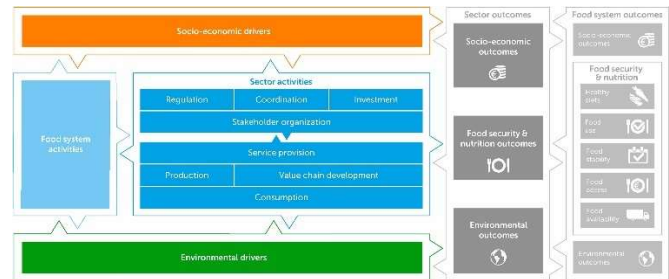 Sector outcomes
Food system outcomes
Socio-economic drivers
Socio-economic
outcomes
Socio-economic
outcomes
Food system
activities
Sector activities
Regulation
Coordination
Investment
Stakeholder organization
Service provision
Production
Value chain development
Consumption
Food security &
nutrition outcomes
Food security
& nutrition
Healthy
diets
Food
use
Food
stability
Food
access
Food
availability
Environmental drivers
Environmental
outcomes
Environmental
outcomes